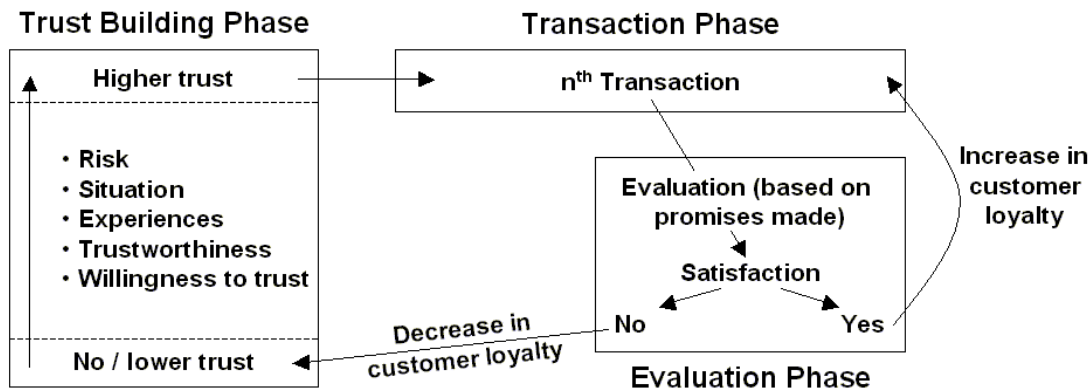 Trust Building Phase
Higher trust
• Risk
• Situation
• Experiences
• Trustworthiness
• Willingness to trust
No / lower trust
Transaction Phase
nth Transaction
Evaluation (based on
promises made)
Satisfaction
No
Yes
Evaluation Phase
Increase in
customer
loyalty
Decrease in
customer loyalty